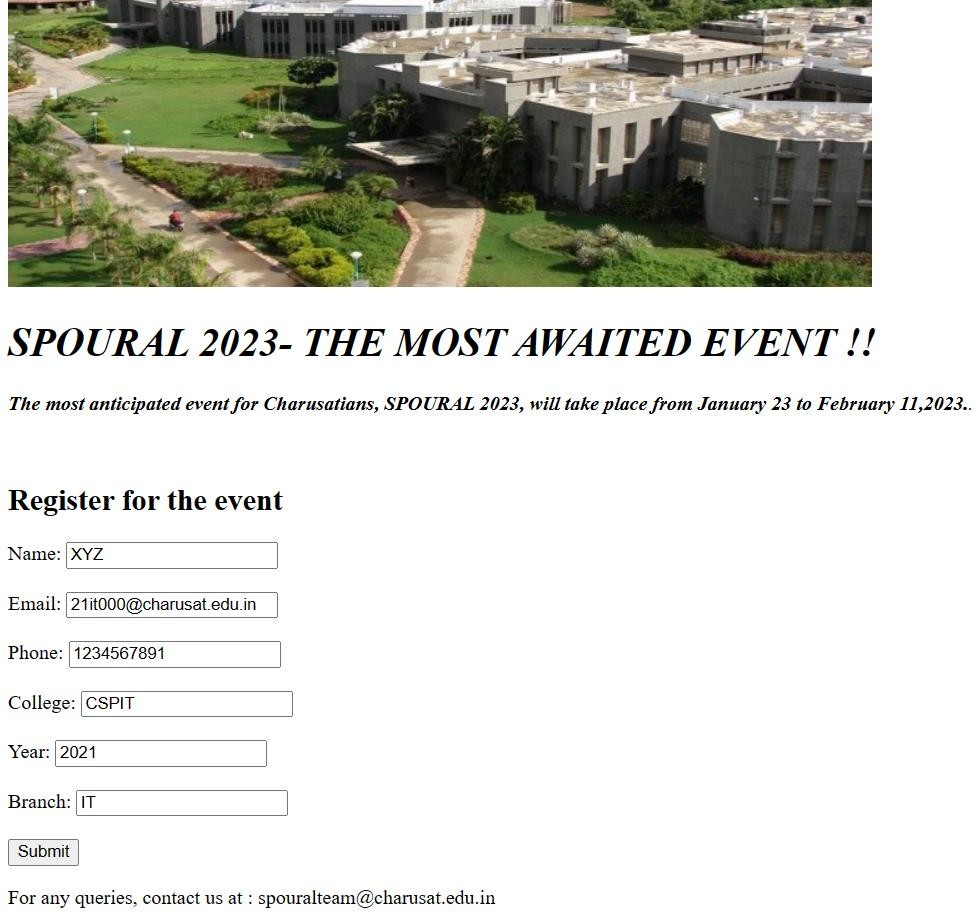 SPOURAL 2023- THE MOST AWAITED EVENT !!
The most anticipated event for Charusatians, SPOURAL 2023, will take place from January 23 to February 11,2023..
Register for the event
Name: XYZ
Email: 21it000@charusat.edu.in
Phone: 1234567891
College: CSPIT
Year: 2021
Branch: IT
Submit
For any queries, contact us at : spouralteam@charusat.edu.in